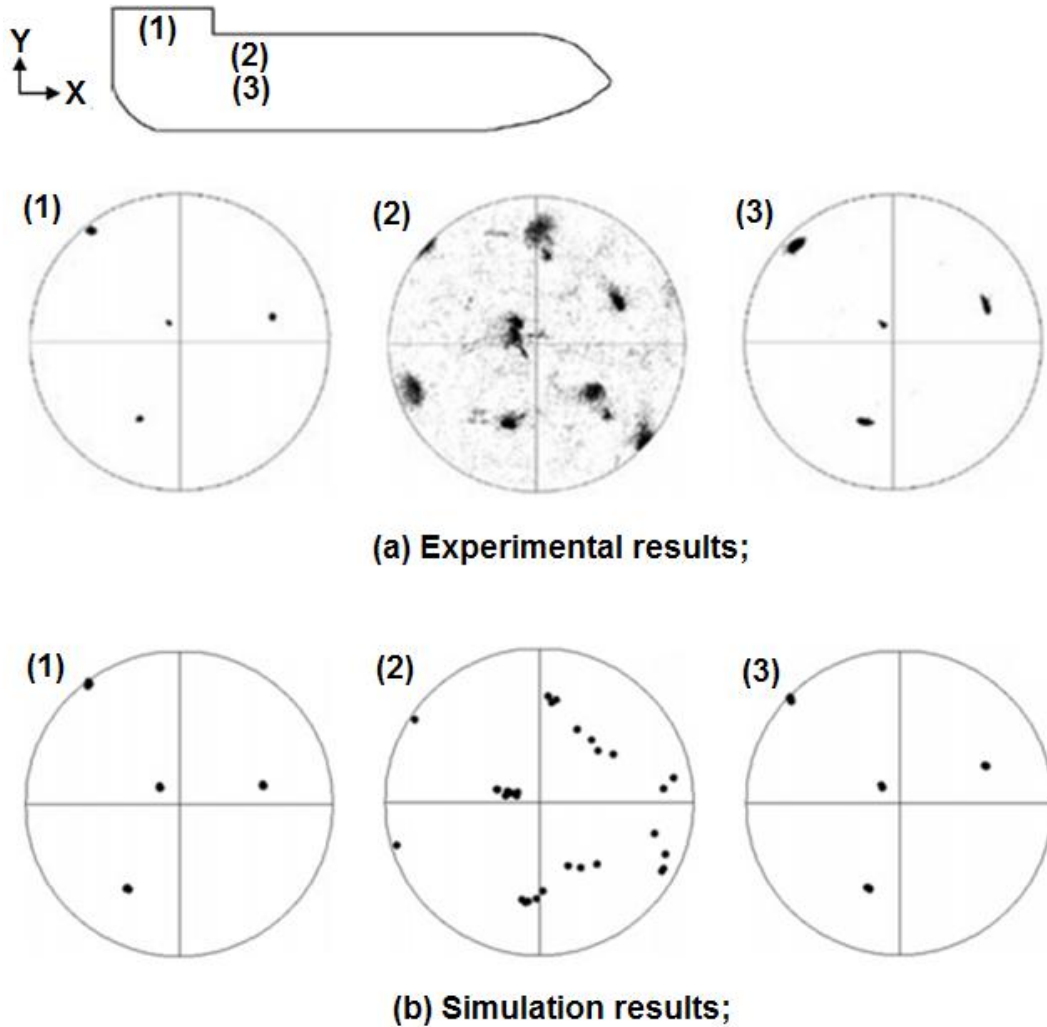 (1)
Y
(2)
X
(3)
(1)
(2)
(3)
(a) Experimental results;
(1)
(2)
(3)
(b) Simulation results;